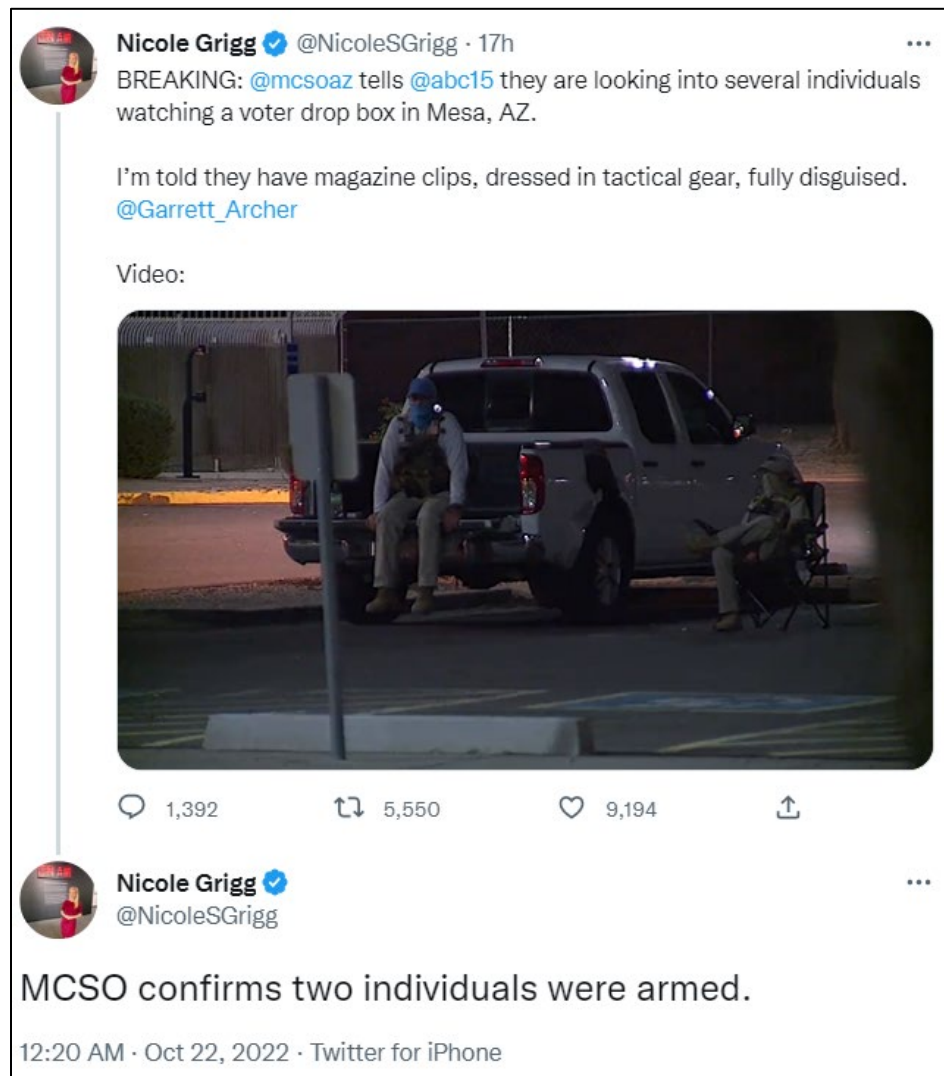 Nicole Grigg @NicoleSGrigg · 17h
BREAKING: @mcsoaz tells @abc15 they are looking into several individuals
watching a voter drop box in Mesa, AZ.
I’m told they have magazine clips, dressed in tactical gear, fully disguised.
@Garrett_Archer
Video:
1,392 5,550 9,194
Nicole Grigg
@NicoleSGrigg
MCSO confirms two individuals were armed.
12:20 AM · Oct 22, 2022 · Twitter for iPhone